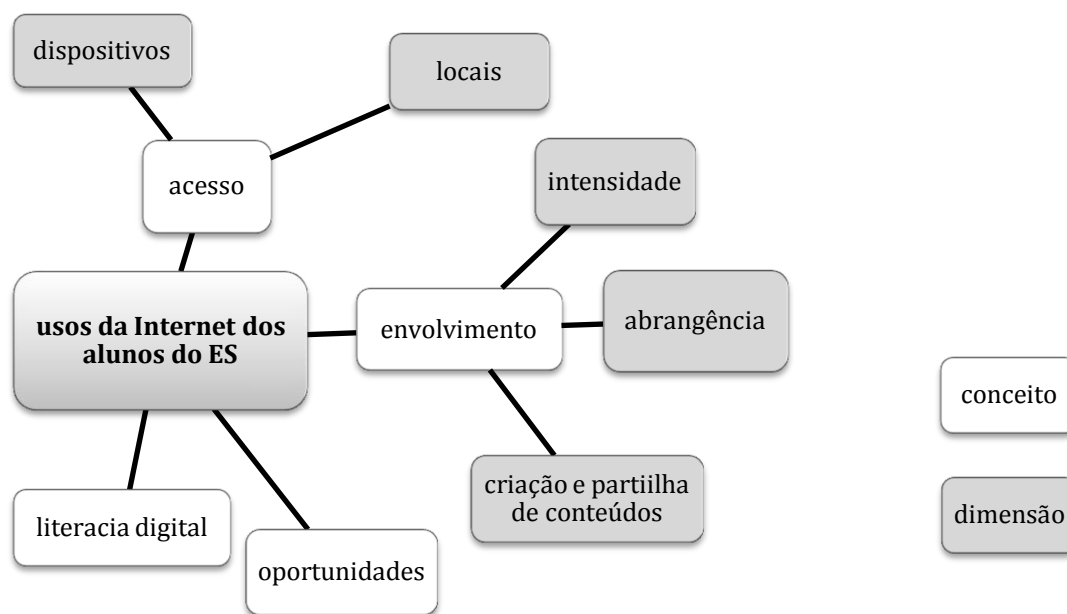 dispositivos
locais
acesso
intensidade
usos da Internet dos
alunos do ES
envolvimento
abrangência
conceito
criação e partiilha
de conteúdos
literacia digital
oportunidades
dimensão